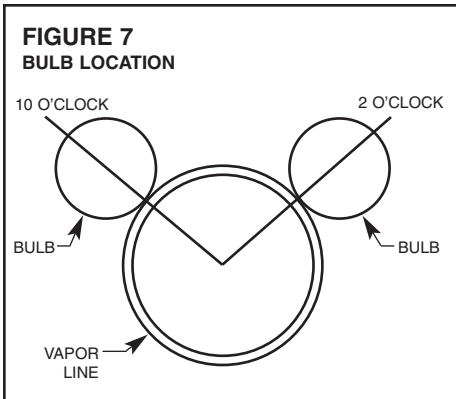 FIGURE 7
BULB LOCATION
10 O'CLOCK
2 O'CLOCK
BULB
BULB
VAPOR
LINE